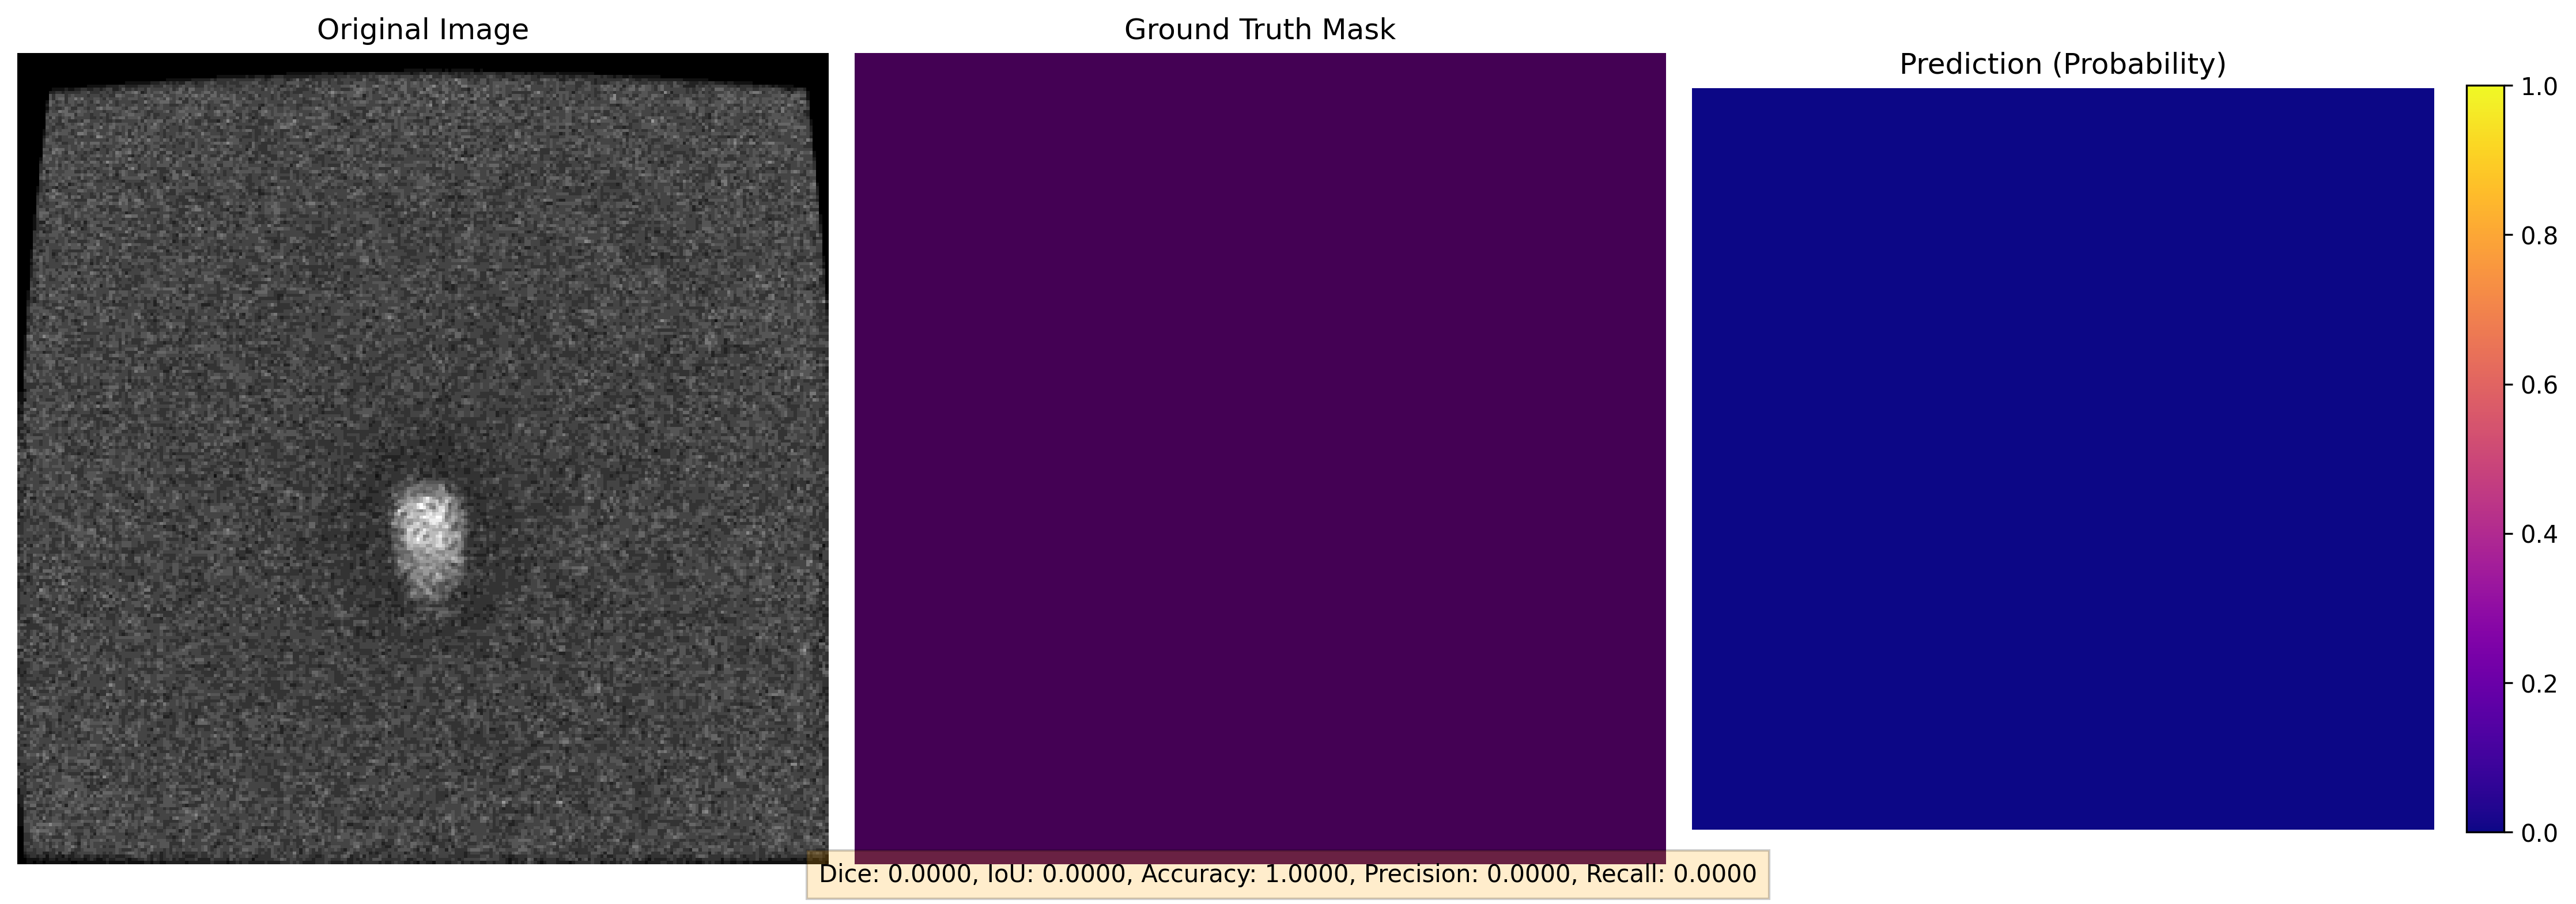 Original Image
Ground Truth Mask
Prediction (Probability)
1.0
0.8
0.6
0.4
0.2
0.0
Dice: 0.0000, IoU: 0.0000, Accuracy: 1.0000, Precision: 0.0000, Recall: 0.0000